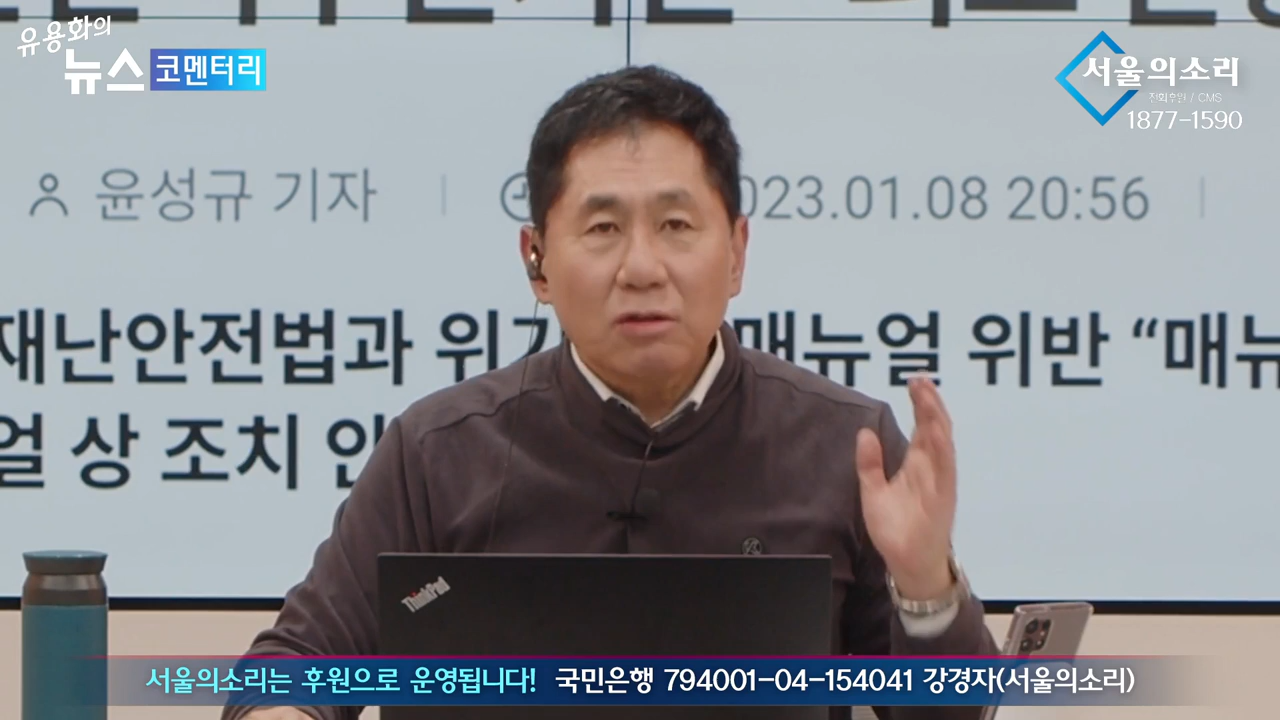 유용화의
뉴스 코멘터리
서울의소리
전화후원 / CMS
1877-1590
윤성규 기자
023.01.08 20:56
재난안전법과 위기 매뉴얼 위반 “매뉴
얼 상 조치 안
ThinkPad
서울의소리는 후원으로 운영됩니다! 국민은행 794001-04-154041 강경자(서울의소리)